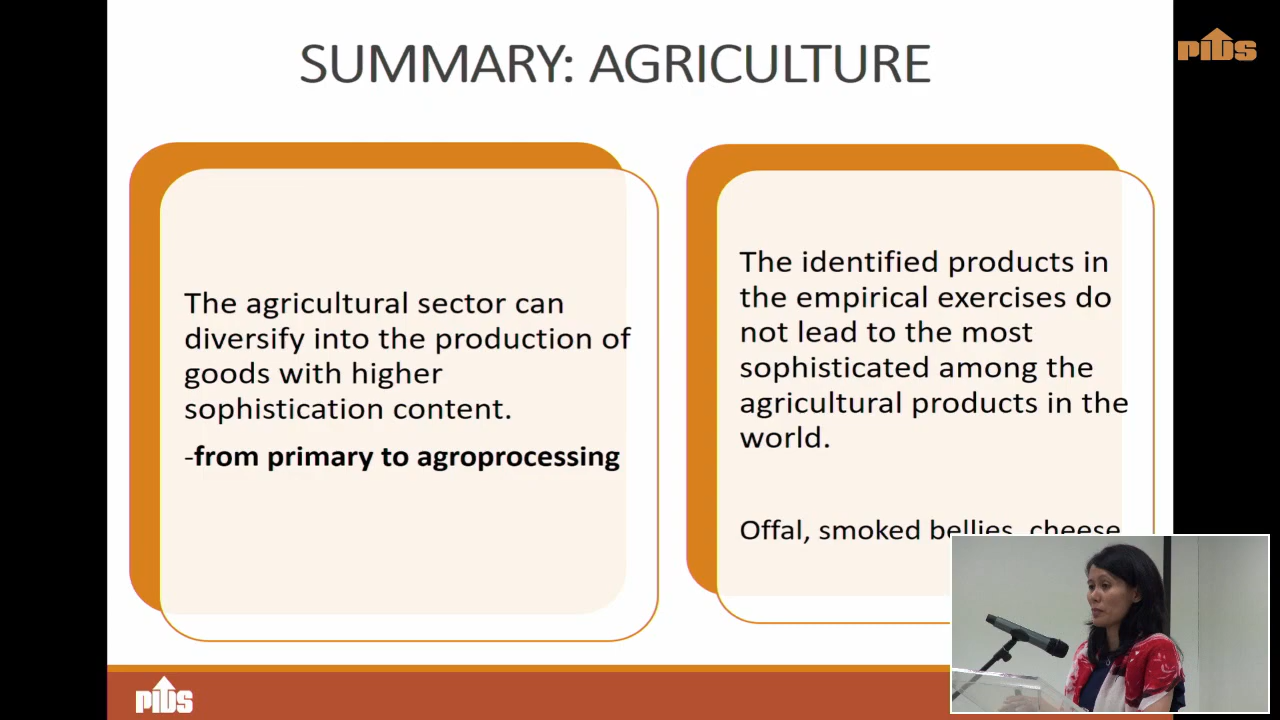 SUMMARY: AGRICULTURE
pids
The agricultural sector can
diversify into the production of
goods with higher
sophistication content.
-from primary to agroprocessing
The identified products in
the empirical exercises do
not lead to the most
sophisticated among the
agricultural products in the
world.
Offal, smoked bellies, cheese
pids